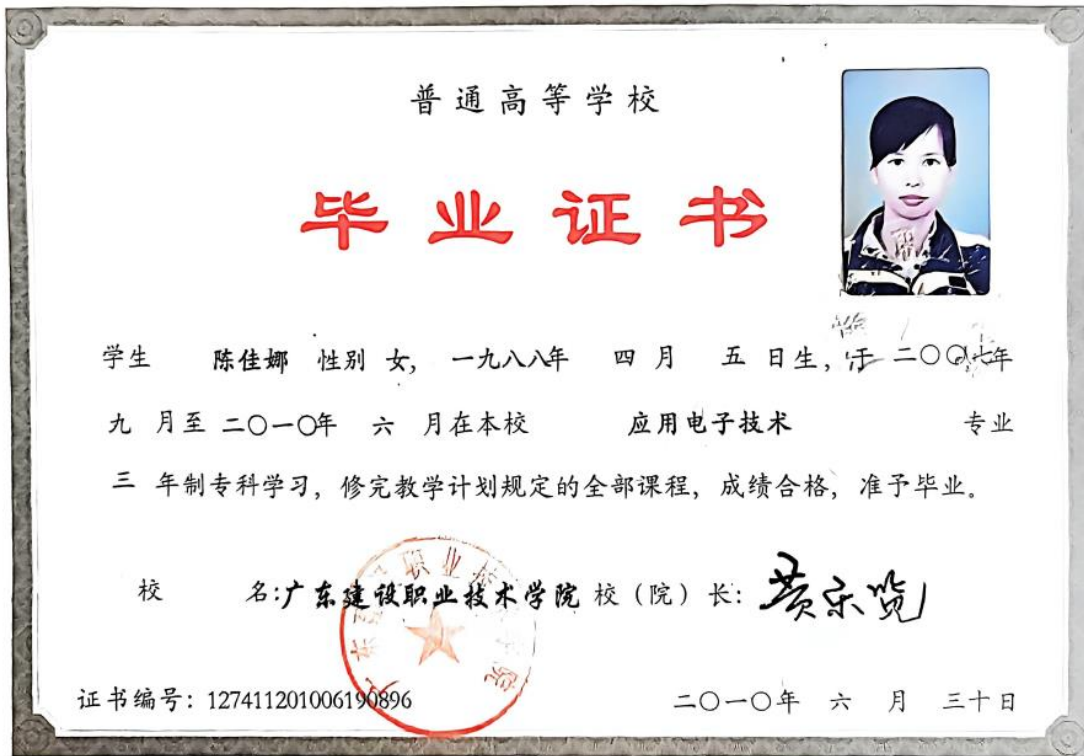 普通高等学校
毕业证书
学生 陈佳娜 性别 女, 一九八八年 四 月 五 日生, 于 二〇〇七年
九 月至 二〇一〇年 六 月在本校 应用电子技术 专业
三 年制专科学习, 修完教学计划规定的全部课程, 成绩合格, 准予毕业。
校 名:广东建设职业技术学院 校（院）长:
证书编号: 127411201006190896 二〇一〇年 六 月 三十日